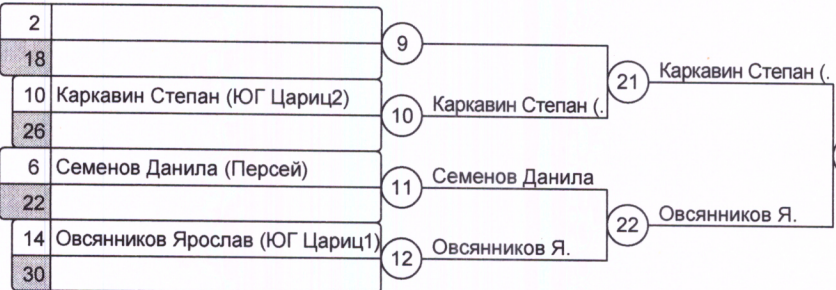 2
18
9
10 Каркавин Степан (ЮГ Цариц2)
26
10
Каркавин Степан (.
21
Каркавин Степан (.
6 Семенов Данила (Персей)
22
11
Семенов Данила
14 Овсянников Ярослав (ЮГ Цариц1)
30
12
Овсянников Я.
22
Овсянников Я.